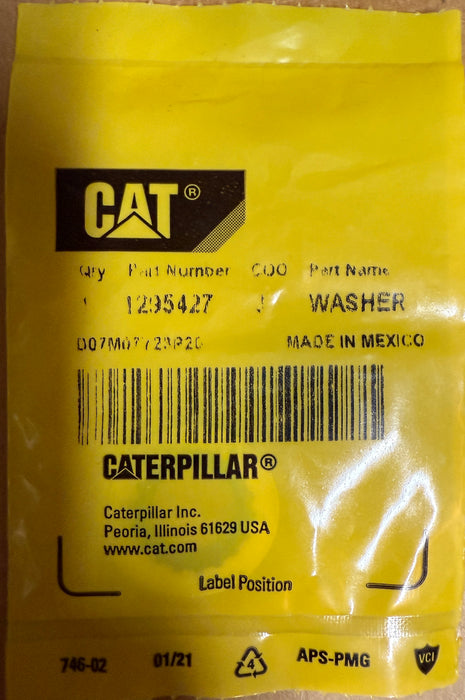 CAT®
Qty Part Number COO Part Name
1 1295427 J WASHER
MADE IN MEXICO
CATERPILLAR®
Caterpillar Inc.
Peoria, Illinois 61629 USA
www.cat.com
Label Position
746-02 01/21 4 APS-PMG VCI